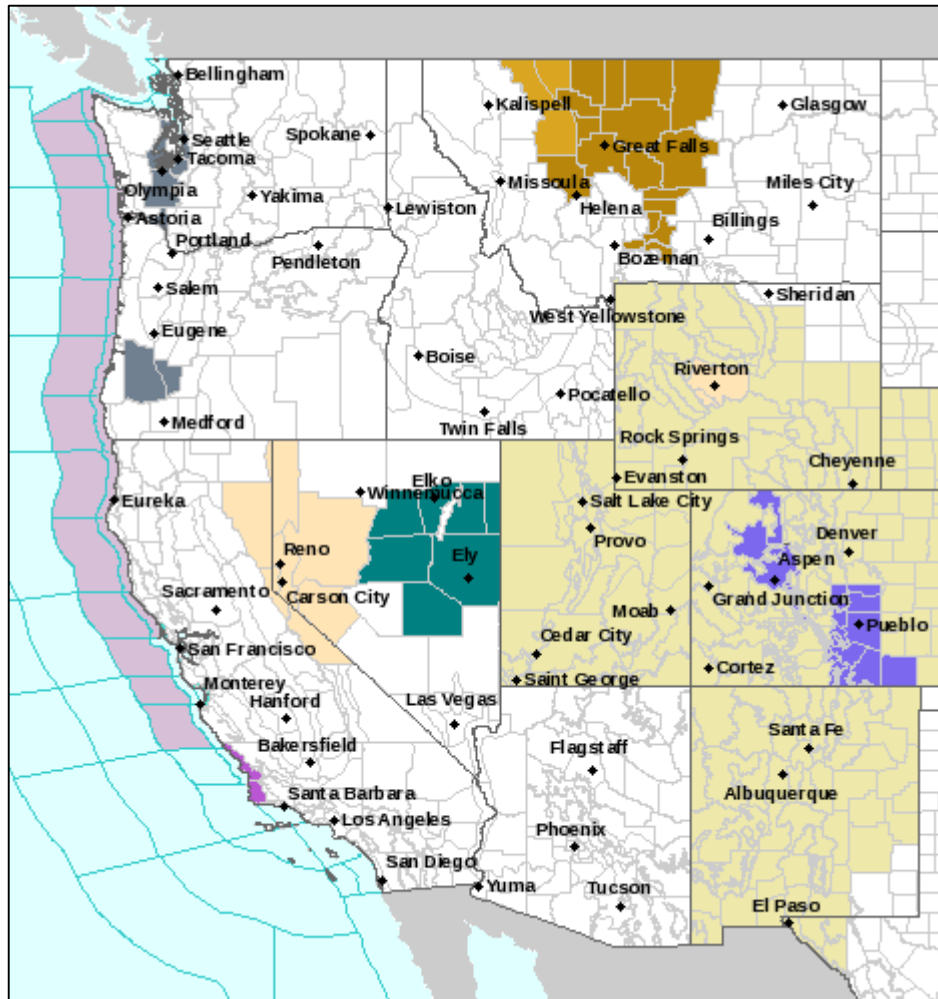 Bellingham
Kalispell
Glasgow
Seattle
Spokane
Great Falls
Tacoma
Olympia
Missoula
Miles City
Yakima
Lewiston
Helena
Astoria
Billings
Portland
Pendleton
Bozeman
Salem
Sheridan
West Yellowstone
Eugene
Boise
Riverton
Pocatello
Medford
Twin Falls
Rock Springs
Cheyenne
Elko
Evanston
Winnemucca
Eureka
Salt Lake City
Denver
Provo
Reno
Ely
Aspen
Sacramento
Carson City
Grand Junction
Moab
Pueblo
Cedar City
San Francisco
Cortez
Saint George
Monterey
Hanford
Las Vegas
Santa Fe
Bakersfield
Flagstaff
Albuquerque
Santa Barbara
Los Angeles
Phoenix
San Diego
Yuma
Tucson
El Paso